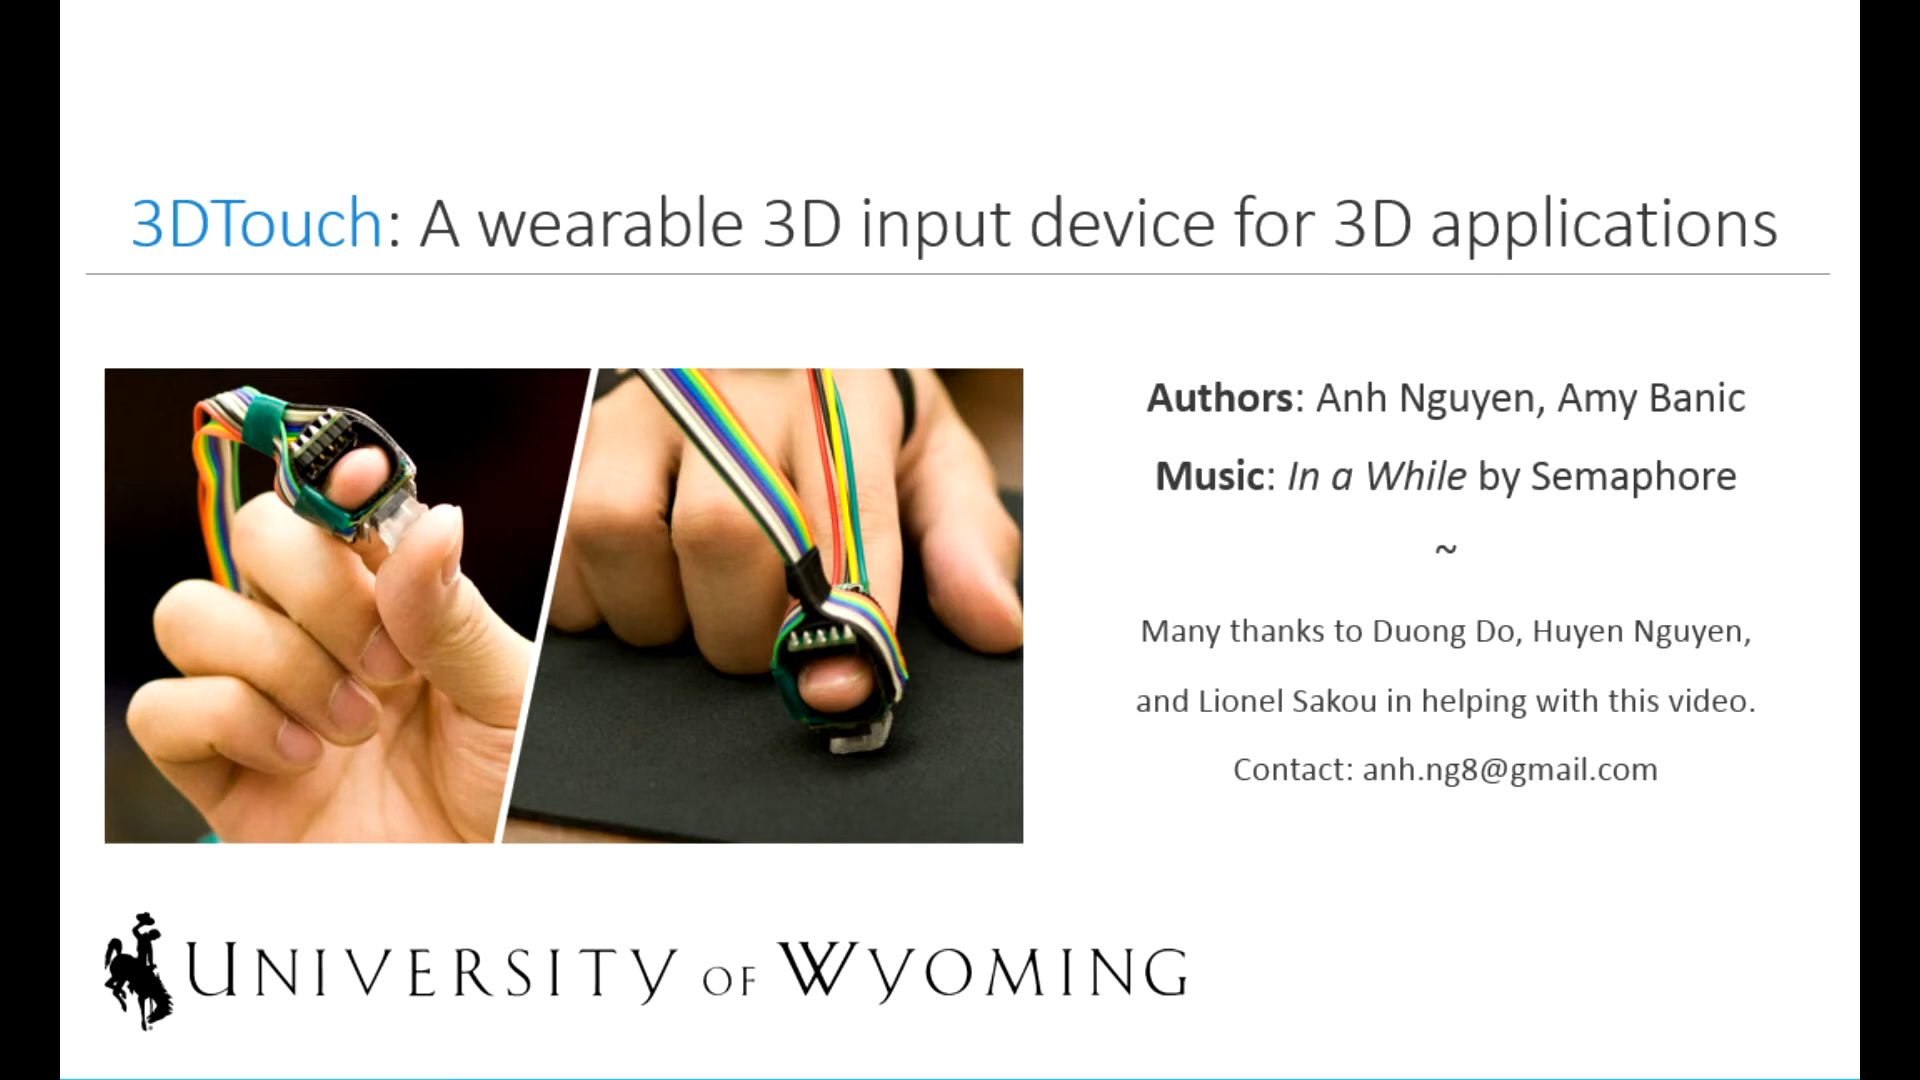 3DTouch: A wearable 3D input device for 3D applications
Authors: Anh Nguyen, Amy Banic
Music: In a While by Semaphore
~
Many thanks to Duong Do, Huyen Nguyen,
and Lionel Sakou in helping with this video.
Contact: anh.ng8@gmail.com
UNIVERSITY OF WYOMING